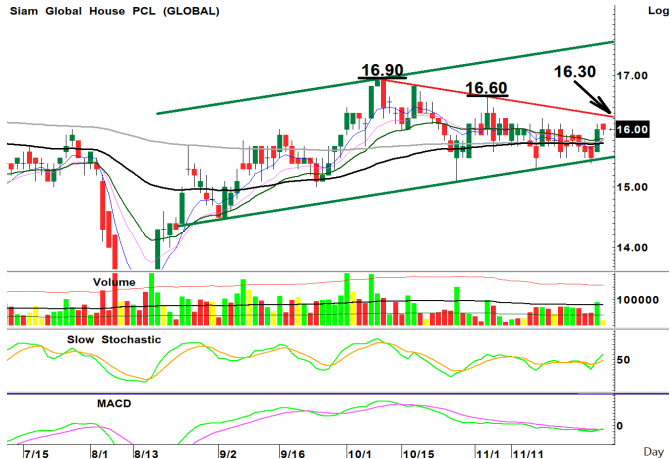 Siam Global House PCL (GLOBAL) Log
16.90
16.60
16.30
17.00
16.00
15.00
14.00
Volume
100000
Slow Stochastic
50
MACD
0
7/15 8/1 8/13 9/2 9/16 10/1 10/15 11/1 11/11 Day